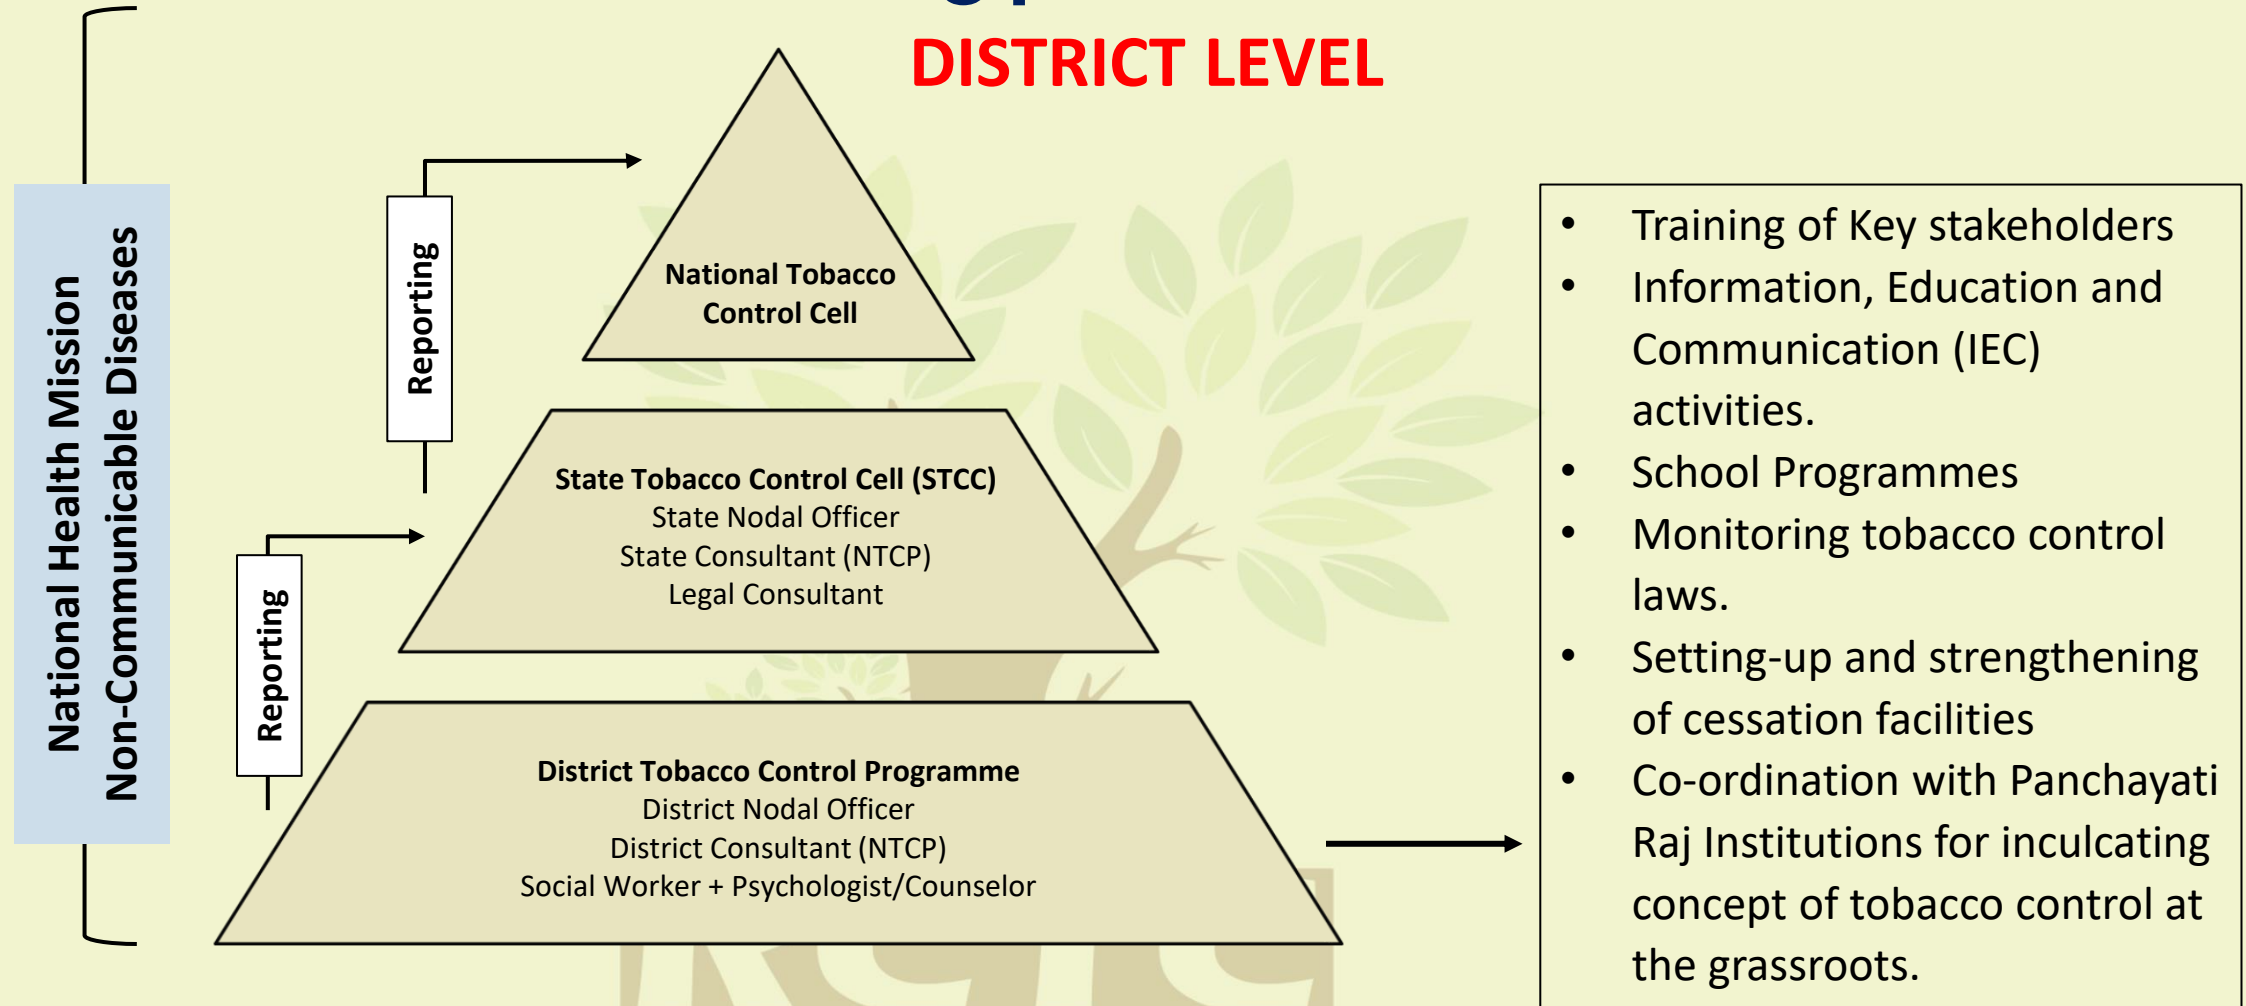 DISTRICT LEVEL
National Health Mission
Non-Communicable Diseases
Reporting
Reporting
National Tobacco
Control Cell
State Tobacco Control Cell (STCC)
State Nodal Officer
State Consultant (NTCP)
Legal Consultant
District Tobacco Control Programme
District Nodal Officer
District Consultant (NTCP)
Social Worker + Psychologist/Counselor
• Training of Key stakeholders
• Information, Education and
Communication (IEC)
activities.
• School Programmes
• Monitoring tobacco control
laws.
• Setting-up and strengthening
of cessation facilities
• Co-ordination with Panchayati
Raj Institutions for inculcating
concept of tobacco control at
the grassroots.